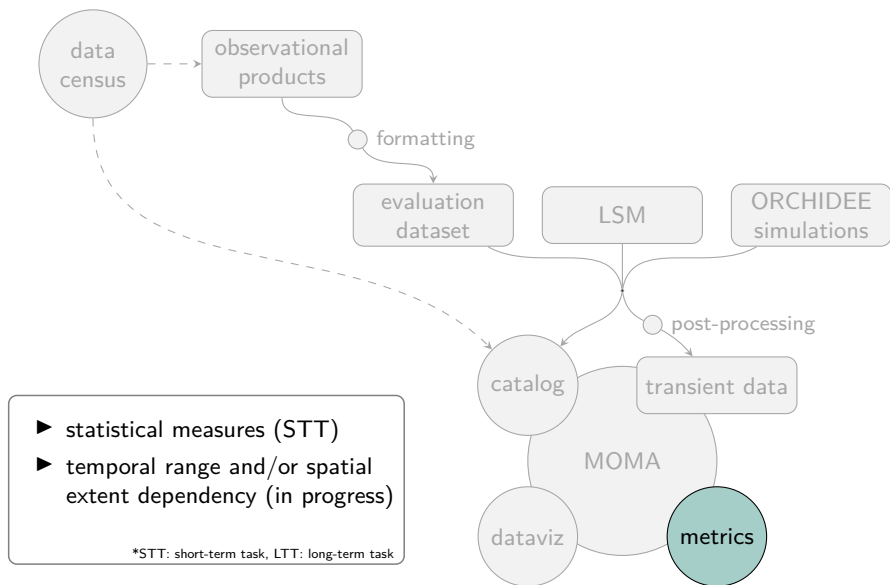 data
census
observational
products
formatting
evaluation
dataset
LSM
ORCHIDEE
simulations
post-processing
catalog
transient data
MOMA
dataviz
metrics
► statistical measures (STT)
► temporal range and/or spatial
extent dependency (in progress)
*STT: short-term task, LTT: long-term task